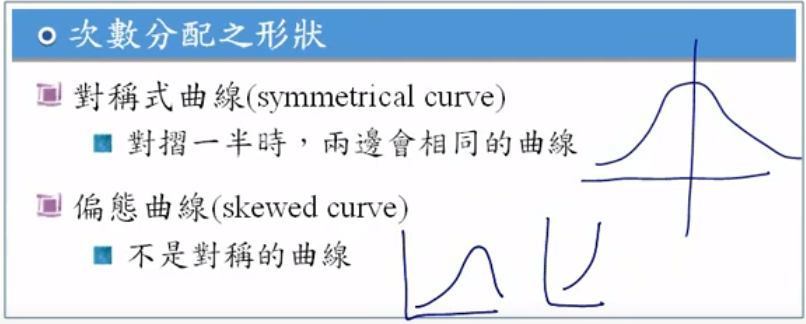 次數分配之形狀
對稱式曲線(symmetrical curve)
對摺一半時，兩邊會相同的曲線
偏態曲線(skewed curve)
不是對稱的曲線